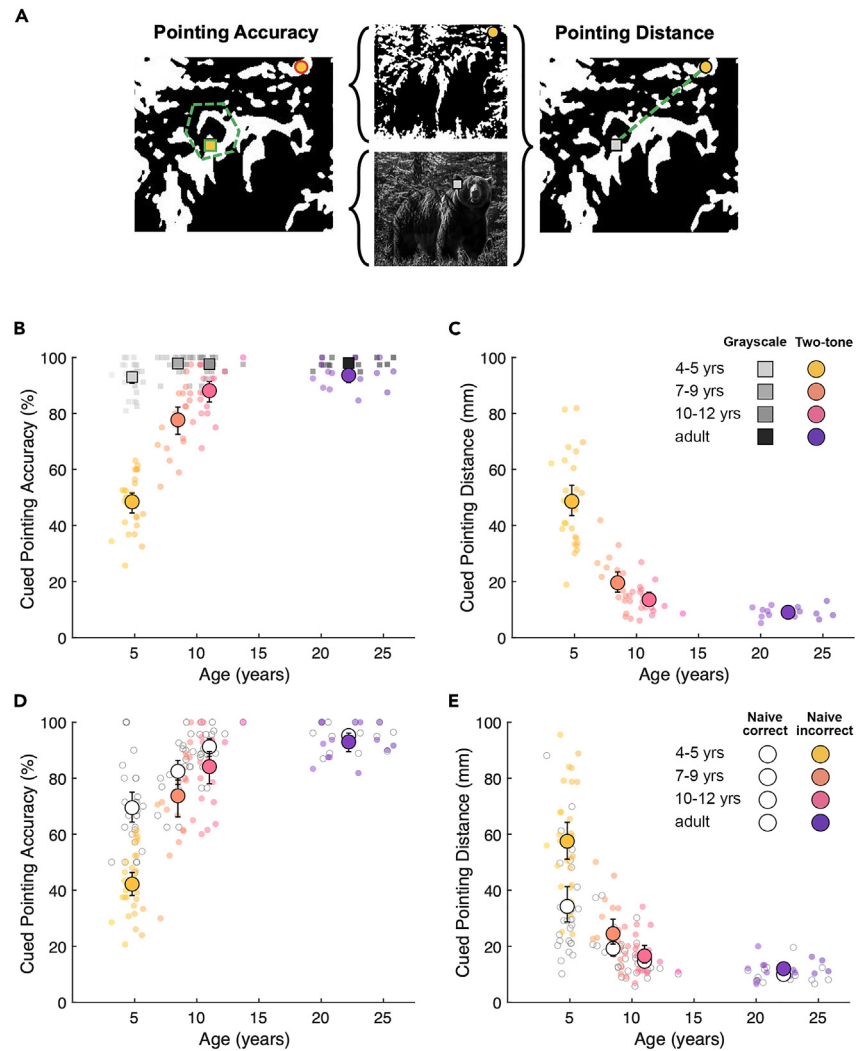 A
Pointing Accuracy
Pointing Distance
B
Cued Pointing Accuracy (%)
100
80
60
40
20
0
5 10 15 20 25
Age (years)
C
Cued Pointing Distance (mm)
100
80
60
40
20
0
5 10 15 20 25
Age (years)
Grayscale Two-tone
4-5 yrs
7-9 yrs
10-12 yrs
adult
D
Cued Pointing Accuracy (%)
100
80
60
40
20
0
5 10 15 20 25
Age (years)
E
Cued Pointing Distance (mm)
100
80
60
40
20
0
5 10 15 20 25
Age (years)
Naive Naive
correct incorrect
4-5 yrs
7-9 yrs
10-12 yrs
adult